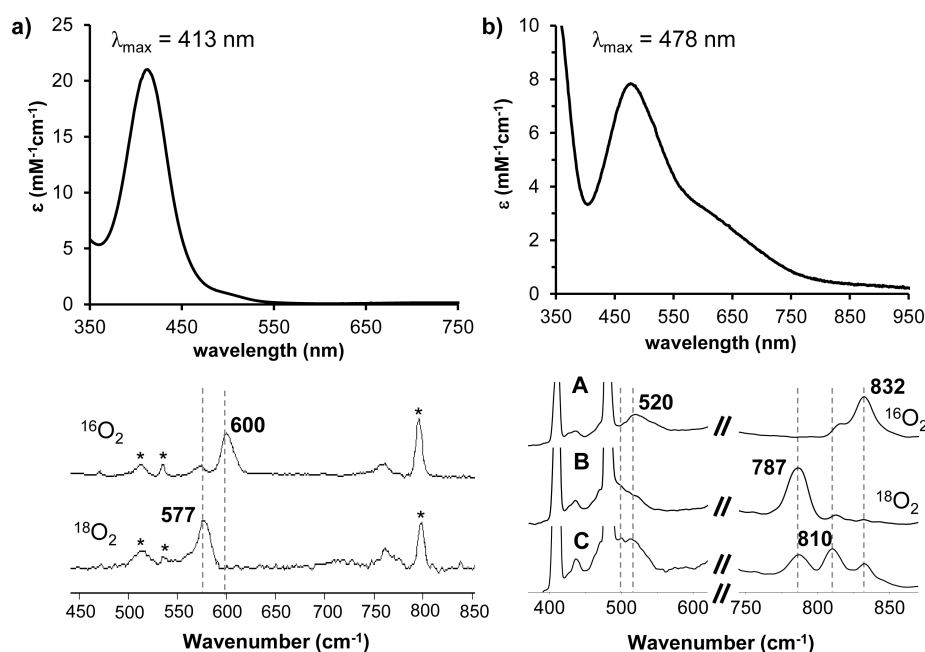 a)
λmax = 413 nm
25
20
15
10
5
0
ε (mM-1cm-1)
350 450 550 650 750
wavelength (nm)
b)
λmax = 478 nm
10
8
6
4
2
0
ε (mM-1cm-1)
350 450 550 650 750 850 950
wavelength (nm)
16O2
* * 600 *
18O2
* * 577 *
450 500 550 600 650 700 750 800 850
Wavenumber (cm-1)
A 520 // 832
16O2
B // 787
18O2
C // 810
//
400 500 600 750 800 850
Wavenumber (cm-1)